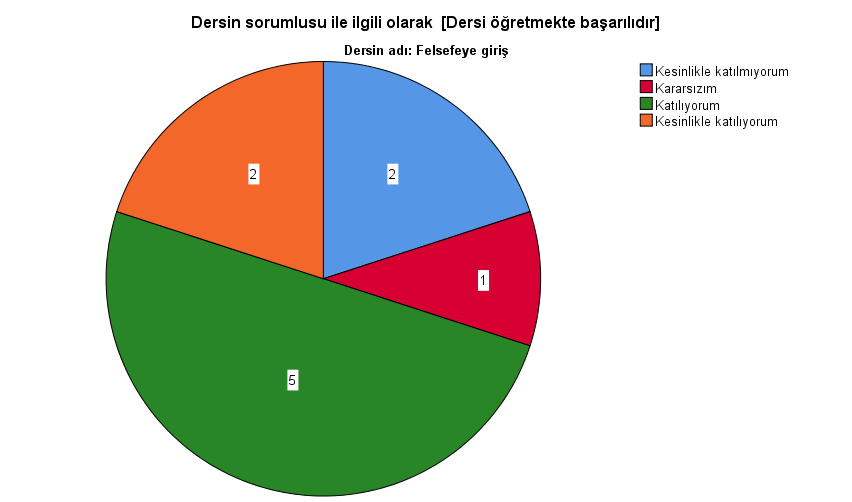 Dersin sorumlusu ile ilgili olarak [Dersi öğretmekte başarılıdır]
Dersin adı: Felsefeye giriş
Kesinlikle katılmıyorum
Kararsızım
Katılıyorum
Kesinlikle katılıyorum
2
2
1
5